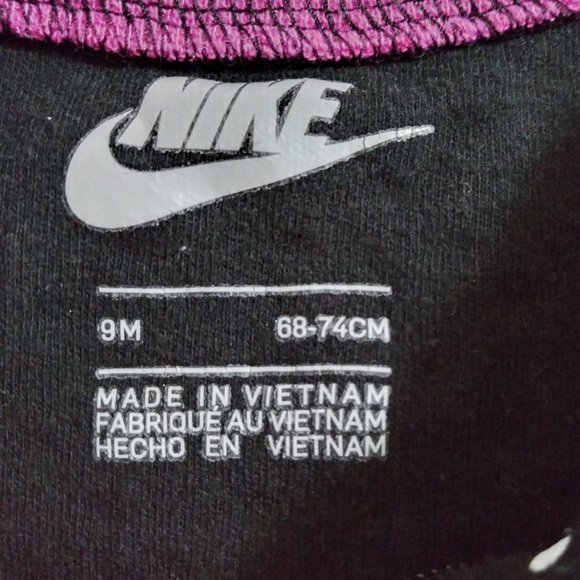 NIKE
9M 68-74CM
MADE IN VIETNAM
FABRIQUÉ AU VIETNAM
HECHO EN VIETNAM